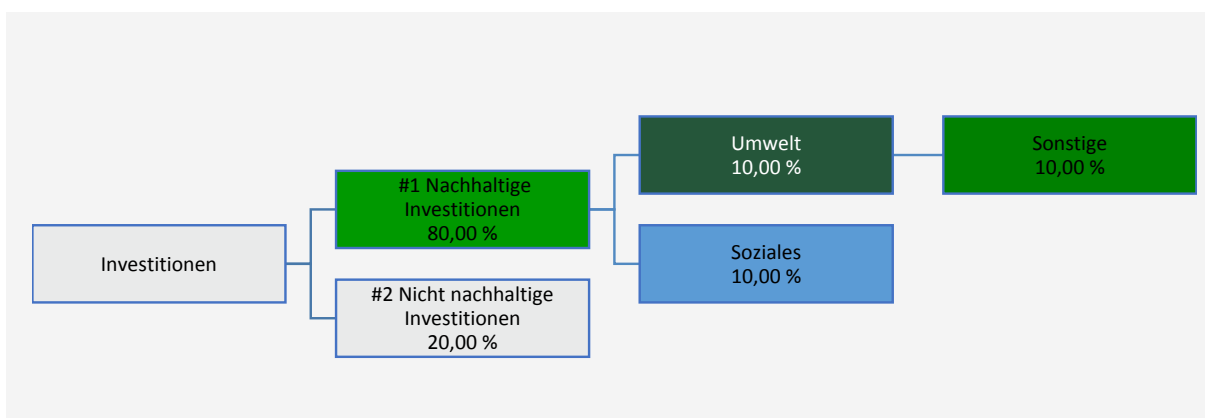 Investitionen
#1 Nachhaltige
Investitionen
80,00 %
#2 Nicht nachhaltige
Investitionen
20,00 %
Umwelt
10,00 %
Soziales
10,00 %
Sonstige
10,00 %